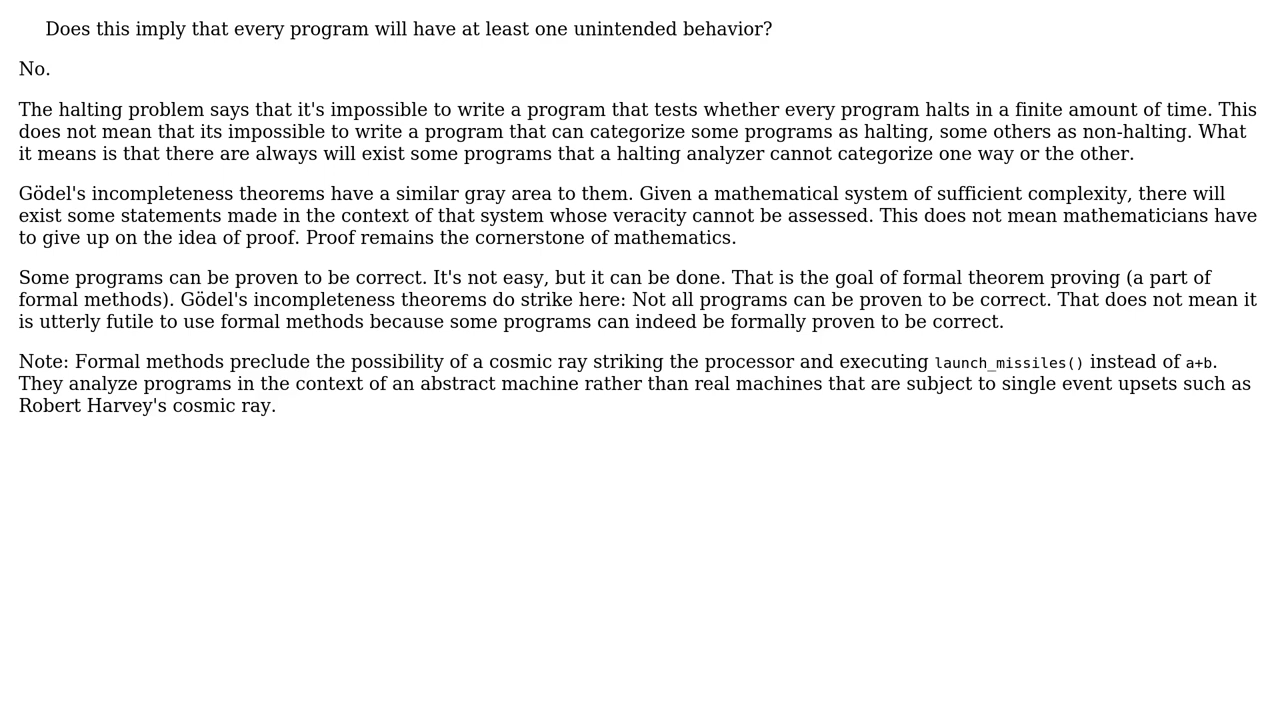 Does this imply that every program will have at least one unintended behavior?
No.
The halting problem says that it's impossible to write a program that tests whether every program halts in a finite amount of time. This
does not mean that its impossible to write a program that can categorize some programs as halting, some others as non-halting. What
it means is that there are always will exist some programs that a halting analyzer cannot categorize one way or the other.
Gödel's incompleteness theorems have a similar gray area to them. Given a mathematical system of sufficient complexity, there will
exist some statements made in the context of that system whose veracity cannot be assessed. This does not mean mathematicians have
to give up on the idea of proof. Proof remains the cornerstone of mathematics.
Some programs can be proven to be correct. It's not easy, but it can be done. That is the goal of formal theorem proving (a part of
formal methods). Gödel's incompleteness theorems do strike here: Not all programs can be proven to be correct. That does not mean it
is utterly futile to use formal methods because some programs can indeed be formally proven to be correct.
Note: Formal methods preclude the possibility of a cosmic ray striking the processor and executing launch_missiles() instead of a+b.
They analyze programs in the context of an abstract machine rather than real machines that are subject to single event upsets such as
Robert Harvey's cosmic ray.